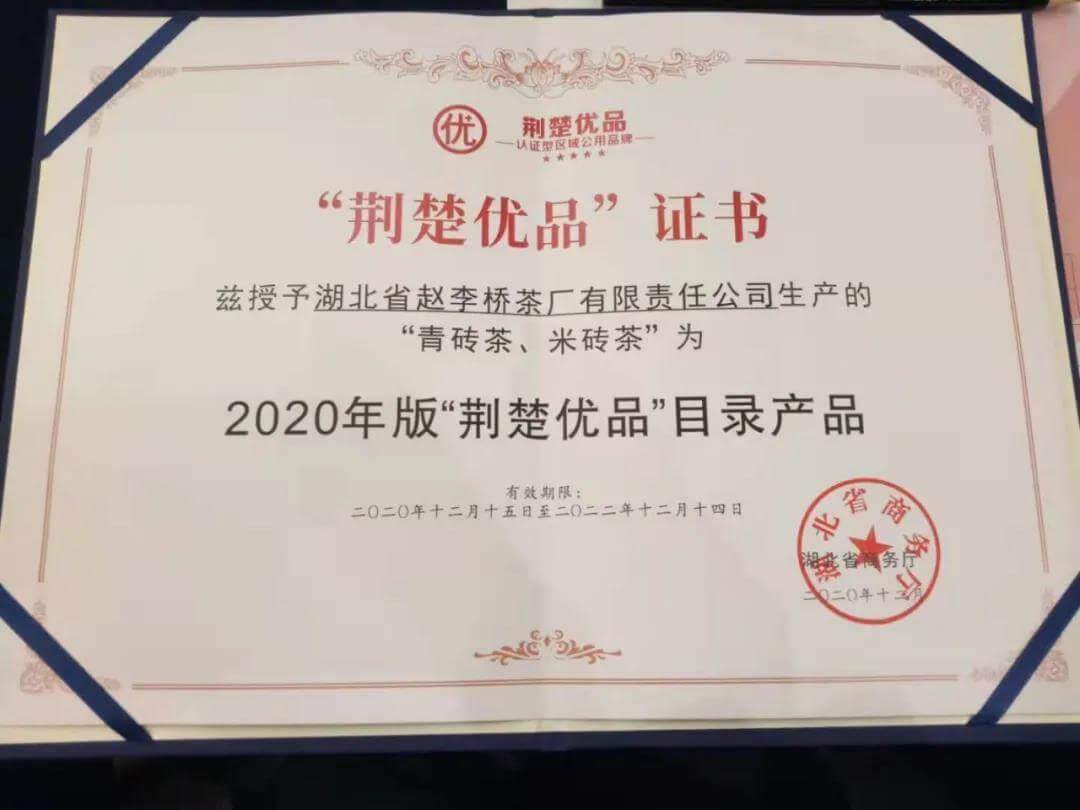 优
荆楚优品
认证型区域公用品牌
“荆楚优品”证书
兹授予湖北省赵李桥茶厂有限责任公司生产的
“青砖茶、米砖茶”为
2020年版“荆楚优品”目录产品
有效期限：
二〇二〇年十二月十五日至二〇二二年十二月十四日
湖北省商务厅
湖北省商务厅
二〇二〇年十二月